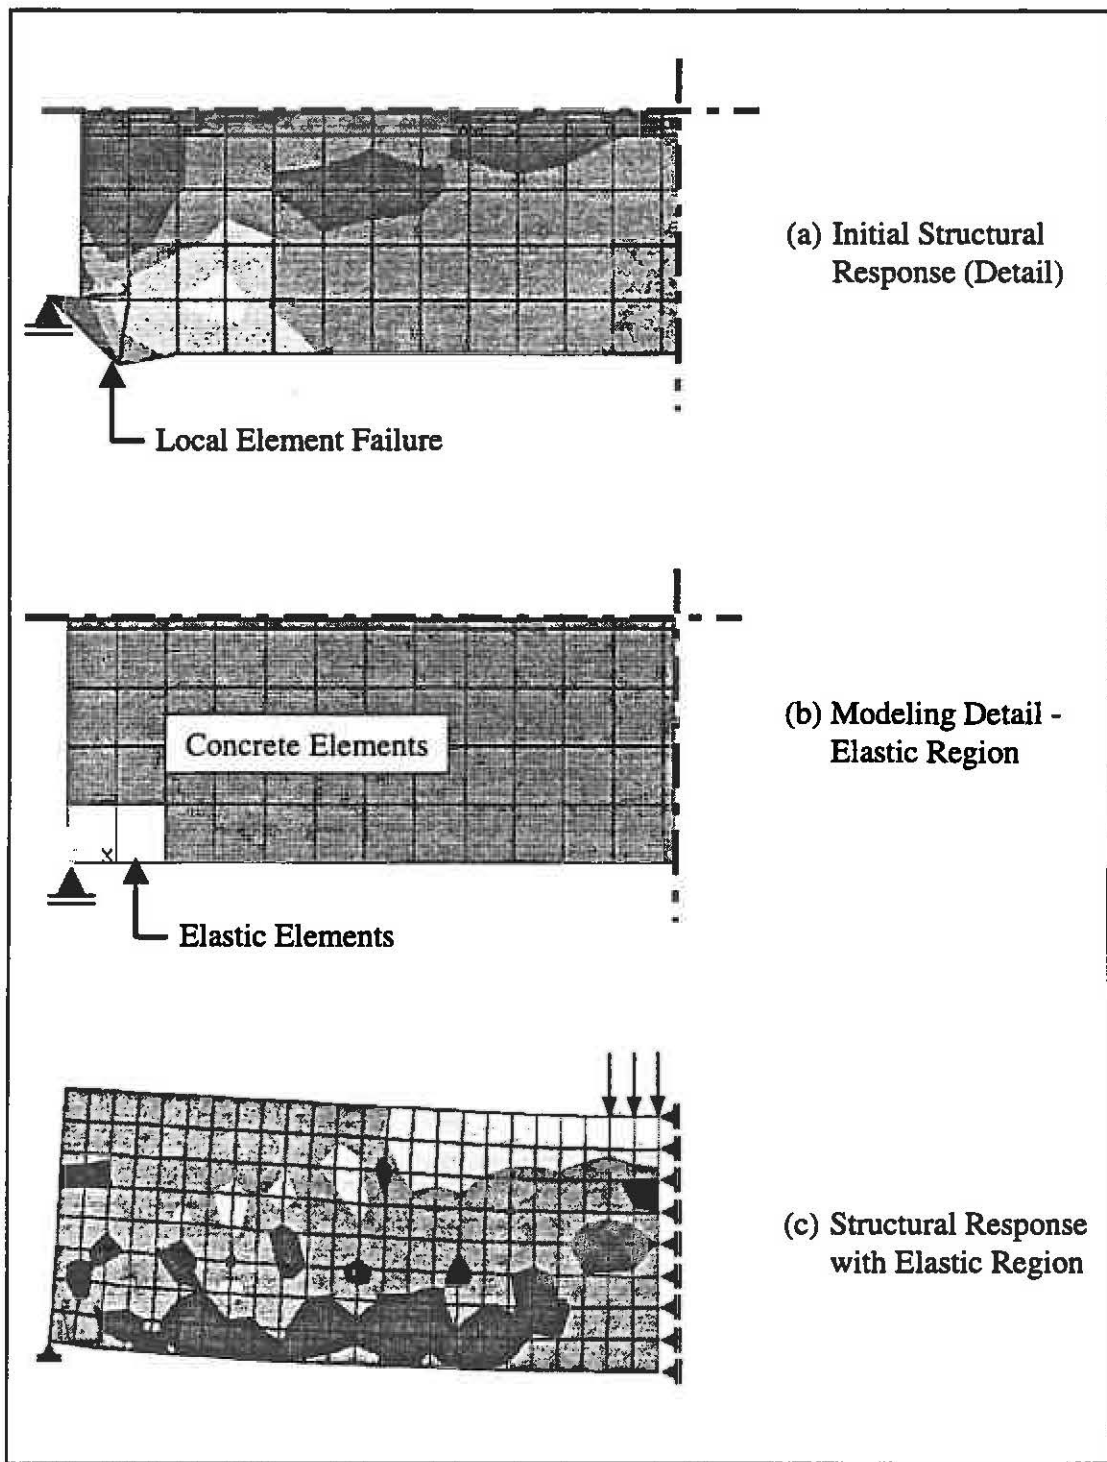 (a) Initial Structural
Response (Detail)
Local Element Failure
(b) Modeling Detail -
Elastic Region
Concrete Elements
X
Elastic Elements
(c) Structural Response
with Elastic Region